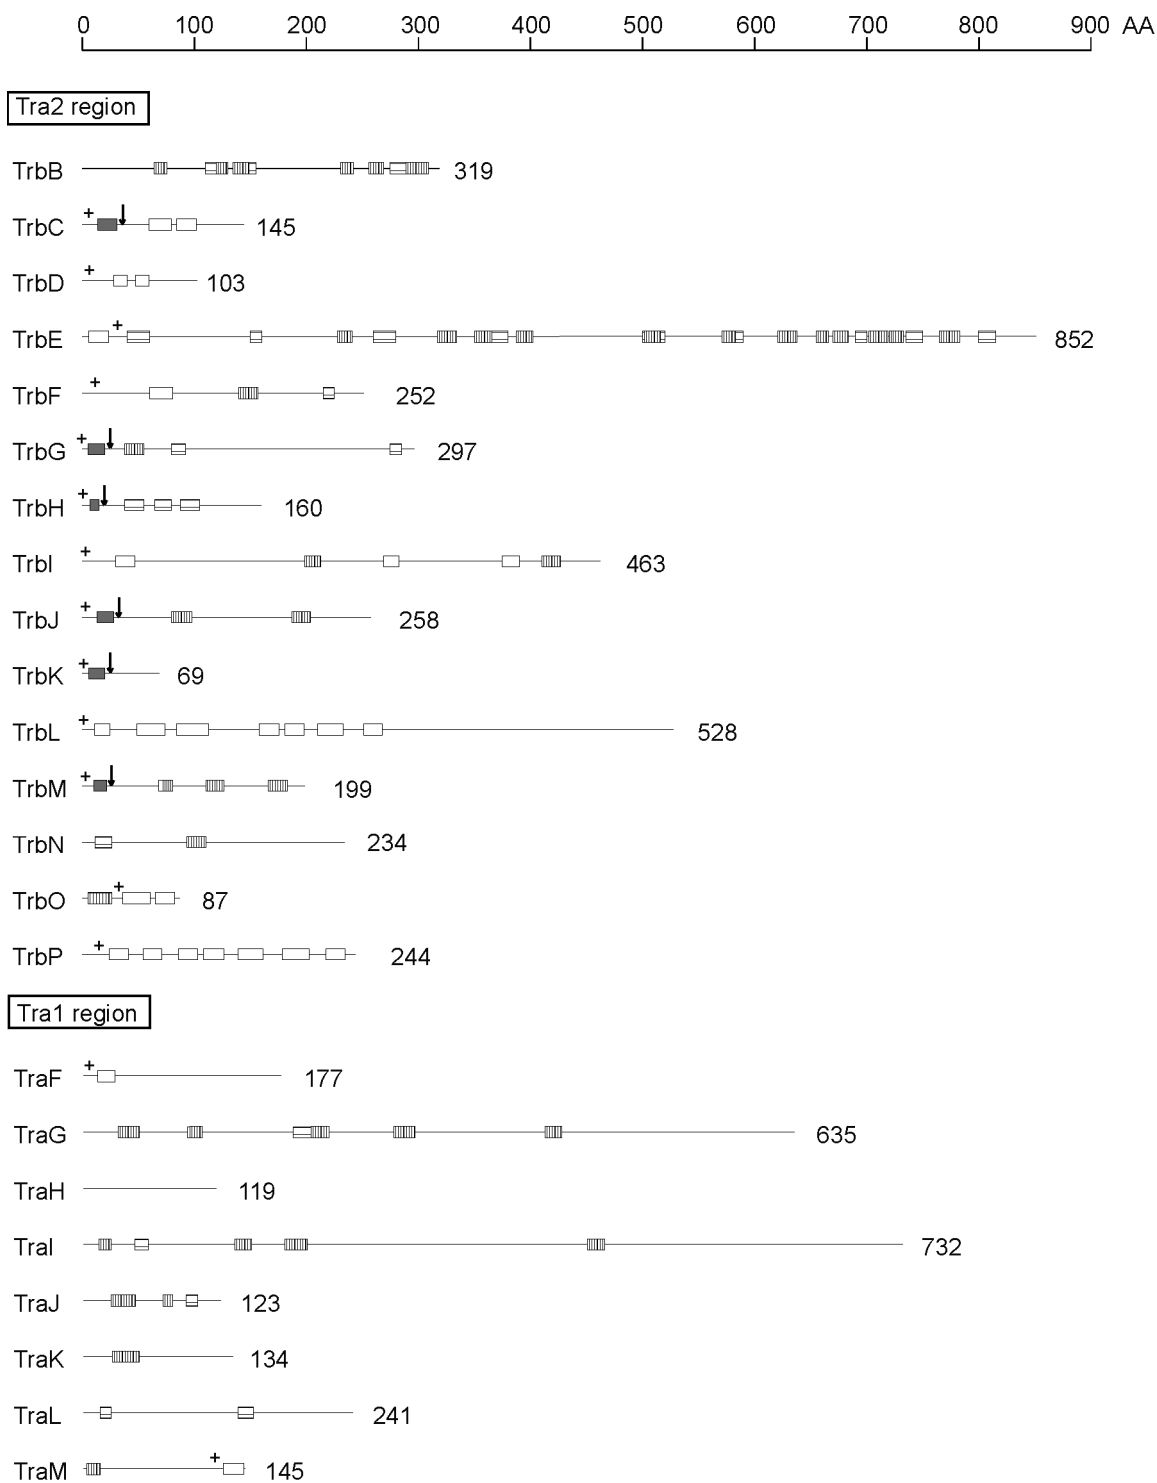 0 100 200 300 400 500 600 700 800 900 AA
Tra2 region
TrbB 319
+
TrbC 145
+
TrbD 103
+
TrbE 852
+
TrbF 252
+
TrbG 297
+
TrbH 160
+
TrbI 463
+
TrbJ 258
+
TrbK 69
+
TrbL 528
+
TrbM 199
TrbN 234
+
TrbO 87
+
TrbP 244
Tra1 region
+
TraF 177
TraG 635
TraH 119
TraI 732
TraJ 123
TraK 134
TraL 241
+
TraM 145